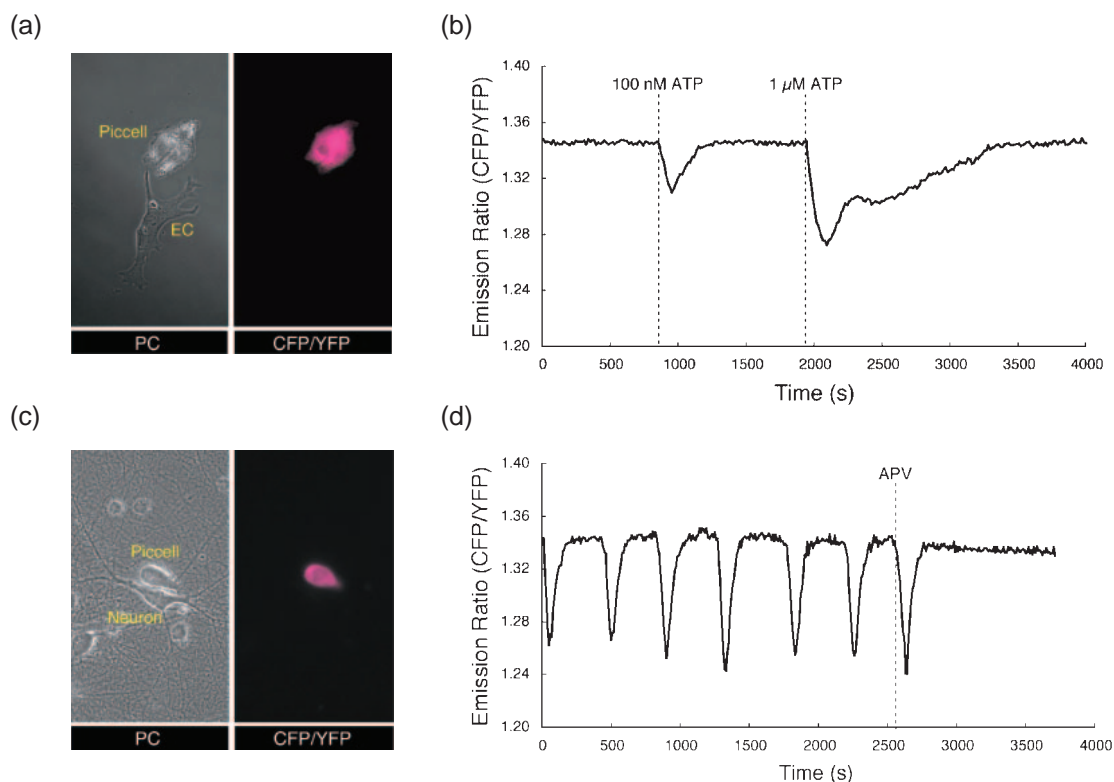 (a)
Piccell
EC
PC
CFP/YFP
(b)
Emission Ratio (CFP/YFP)
1.40
1.36
1.32
1.28
1.24
1.20
100 nM ATP
1 µM ATP
0
500
1000
1500
2000
2500
3000
3500
4000
Time (s)
(c)
Piccell
Neuron
PC
CFP/YFP
(d)
Emission Ratio (CFP/YFP)
1.40
1.36
1.32
1.28
1.24
1.20
APV
0
500
1000
1500
2000
2500
3000
3500
4000
Time (s)